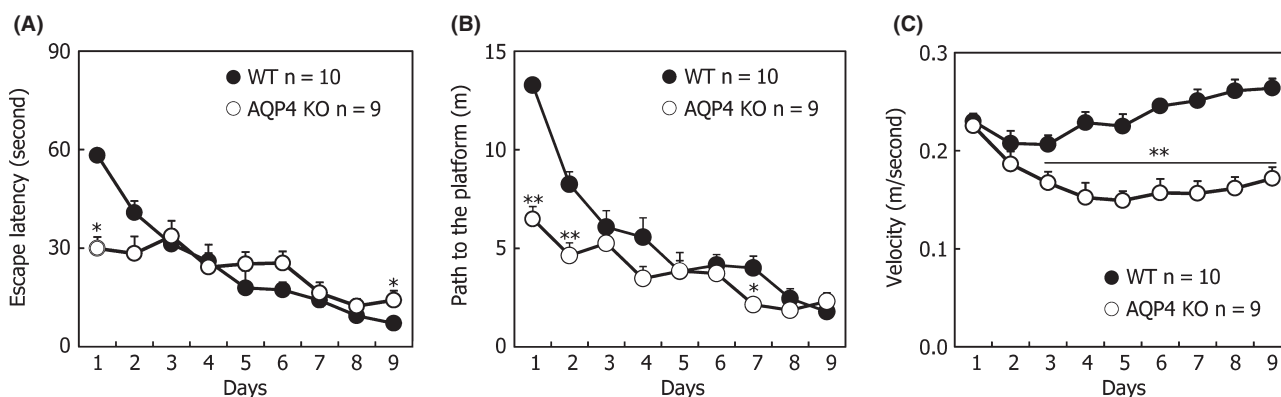 (A)
Escape latency (second)
90
60
30
0
WT n = 10
AQP4 KO n = 9
*
*
1 2 3 4 5 6 7 8 9
Days
(B)
Path to the platform (m)
15
10
5
0
WT n = 10
AQP4 KO n = 9
**
**
*
1 2 3 4 5 6 7 8 9
Days
(C)
Velocity (m/second)
0.3
0.2
0.1
0.0
**
WT n = 10
AQP4 KO n = 9
1 2 3 4 5 6 7 8 9
Days